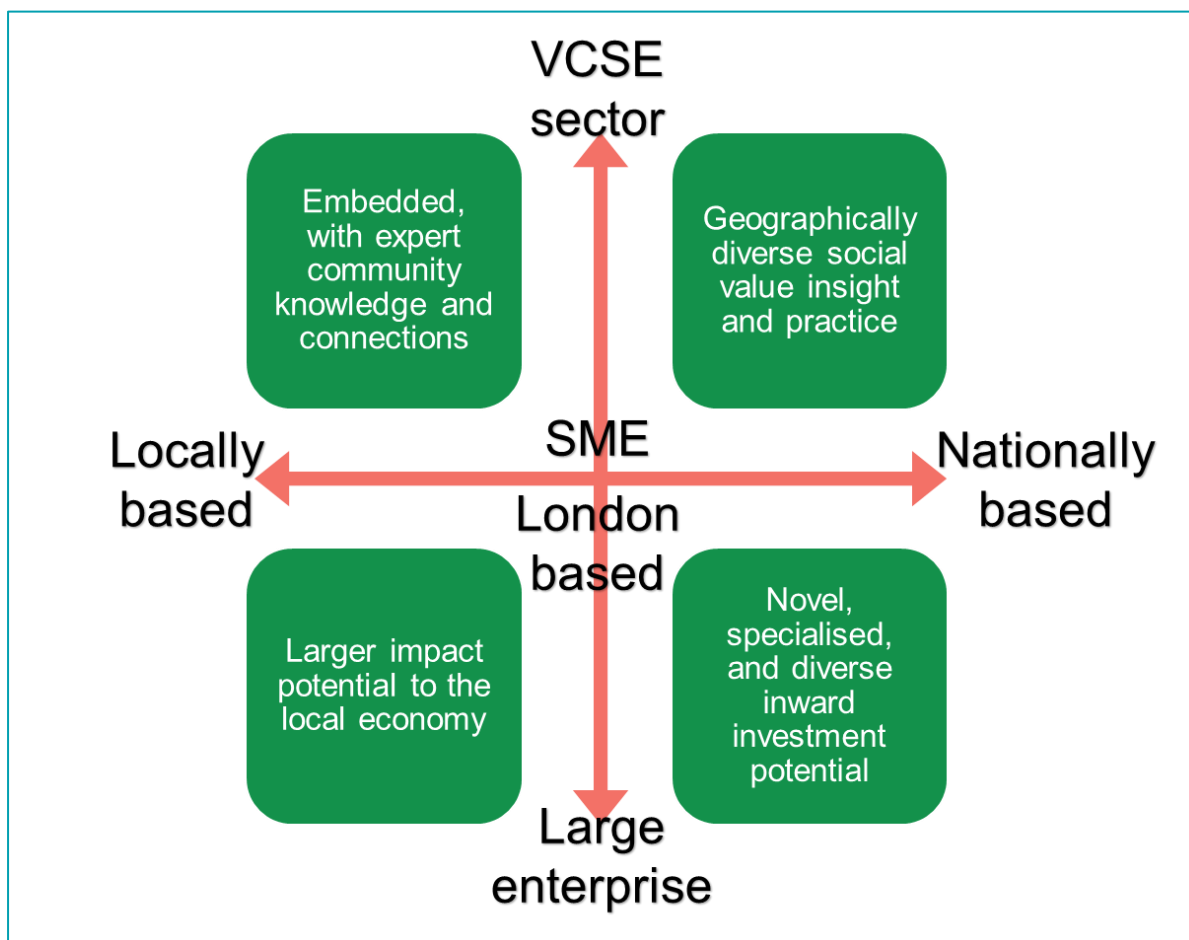 VCSE
sector
Embedded,
with expert
community
knowledge and
connections
Geographically
diverse social
value insight
and practice
Locally
based
SME
London
based
Nationally
based
Larger impact
potential to the
local economy
Novel,
specialised,
and diverse
inward
investment
potential
Large
enterprise